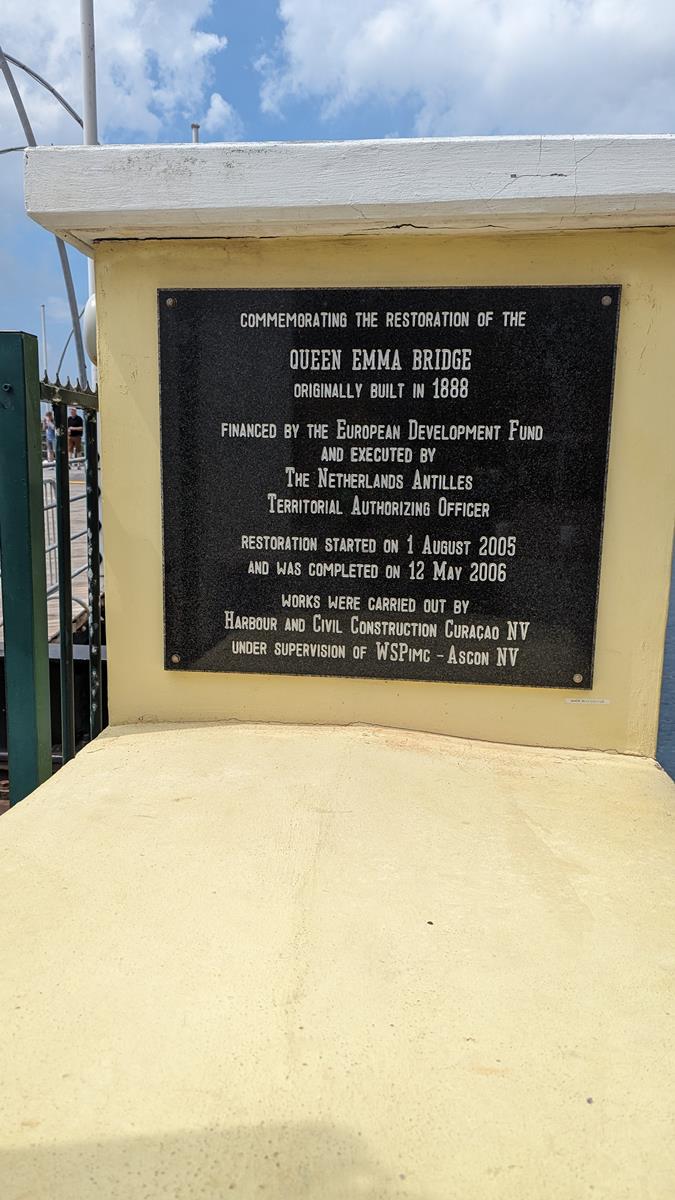 COMMEMORATING THE RESTORATION OF THE
QUEEN EMMA BRIDGE
ORIGINALLY BUILT IN 1888
FINANCED BY THE EUROPEAN DEVELOPMENT FUND
AND EXECUTED BY
THE NETHERLANDS ANTILLES
TERRITORIAL AUTHORIZING OFFICER
RESTORATION STARTED ON 1 AUGUST 2005
AND WAS COMPLETED ON 12 MAY 2006
WORKS WERE CARRIED OUT BY
HARBOUR AND CIVIL CONSTRUCTION CURAÇAO NV
UNDER SUPERVISION OF WSPIMC - ASCON NV